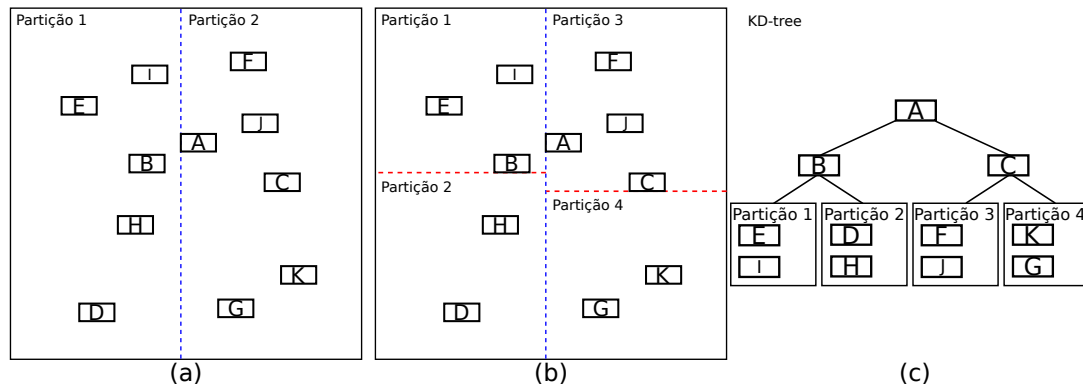 Partição 1
Partição 2
I
F
E
J
A
B
C
H
K
D
G
(a)
Partição 1
Partição 3
I
F
E
J
A
B
C
Partição 2
Partição 4
H
K
D
G
(b)
KD-tree
A
B
C
Partição 1
E
I
Partição 2
D
H
Partição 3
F
J
Partição 4
K
G
(c)